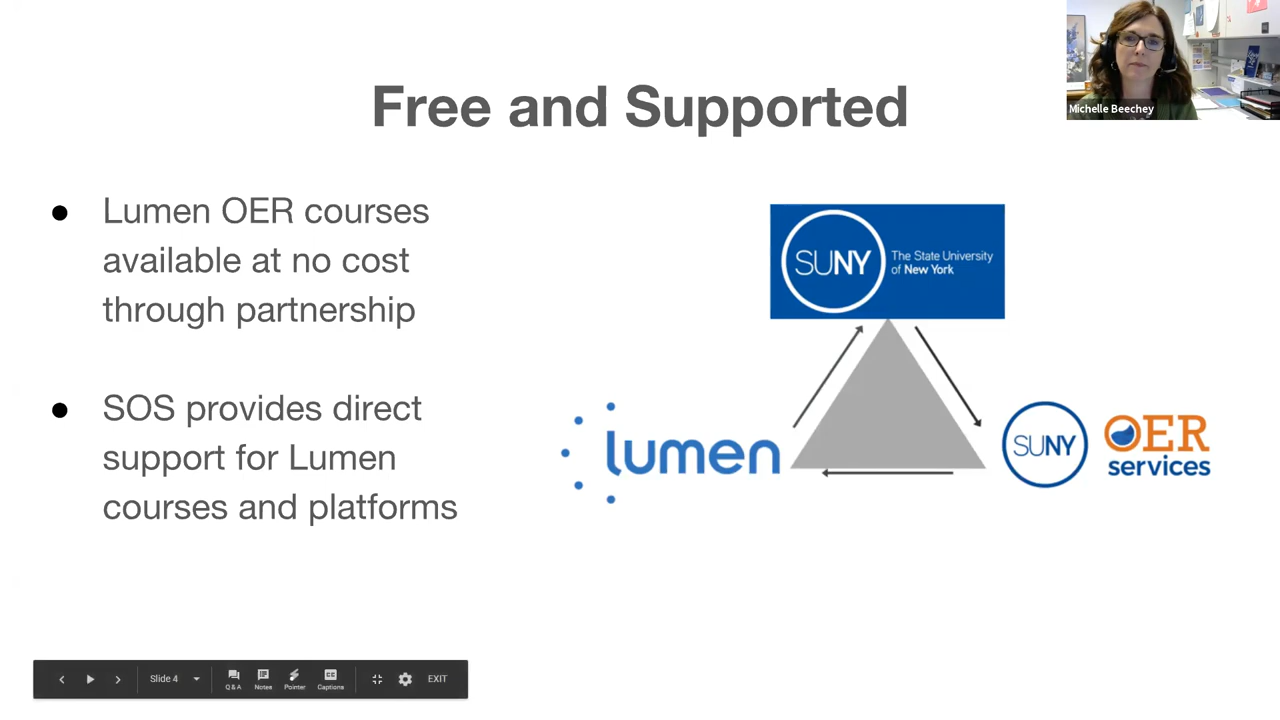 Free and Supported
Michelle Beechey
● Lumen OER courses
available at no cost
through partnership
● SOS provides direct
support for Lumen
courses and platforms
SUNY
The State University
of New York
lumen
SUNY
OER
services
Slide 4
Q & A
Notes
Pointer
Captions
EXIT